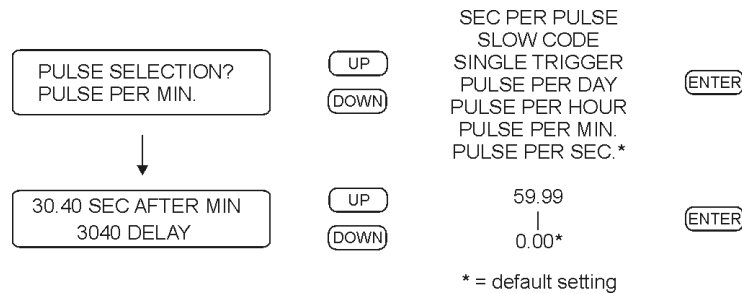 PULSE SELECTION?
PULSE PER MIN.
UP
DOWN
SEC PER PULSE
SLOW CODE
SINGLE TRIGGER
PULSE PER DAY
PULSE PER HOUR
PULSE PER MIN.
PULSE PER SEC.*
ENTER
30.40 SEC AFTER MIN
3040 DELAY
UP
DOWN
59.99
0.00*
ENTER
* = default setting